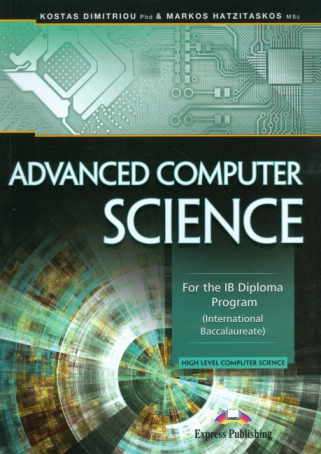 KOSTAS DIMITRIOU Phd & MARKOS HATZITASKOS MSc
ADVANCED COMPUTER
SCIENCE
For the IB Diploma
Program
(International
Baccalaureate)
HIGH LEVEL COMPUTER SCIENCE
Express Publishing